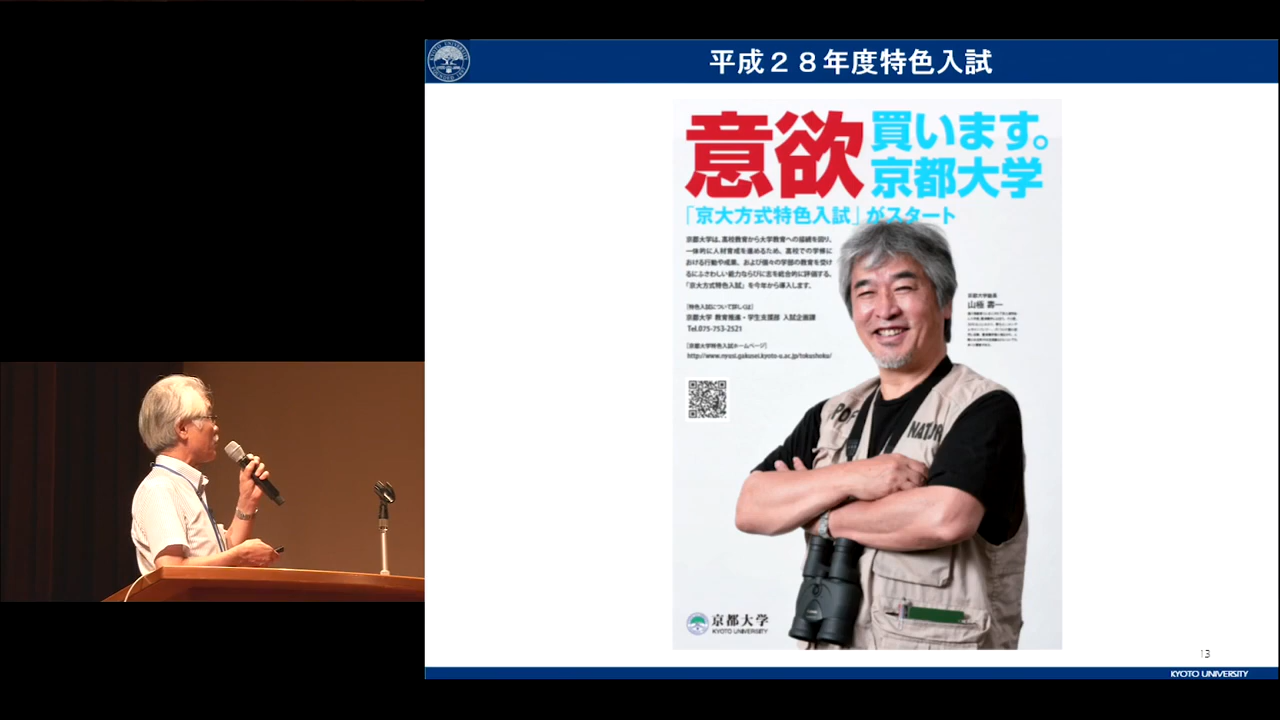 平成２８年度特色入試
意欲
買います。
京都大学
「京大方式特色入試」がスタート
京都大学は、高校教育から大学教育への接続を図り、
一体的に人材育成を進めるため、高校での学修に
おける行動や成果、および個々の学部の教育を受け
るにふさわしい能力ならびに志を総合的に評価する、
「京大方式特色入試」を今年から導入します。
[特色入試について詳しくは]
京都大学 教育推進・学生支援部 入試企画課
Tel.075-753-2521
[京都大学特色入試ホームページ]
http://www.nyusi.gakusei.kyoto-u.ac.jp/tokushoku/
京都大学総長
山極 壽一
NATUR
京都大学
KYOTO UNIVERSITY
13
KYOTO UNIVERSITY